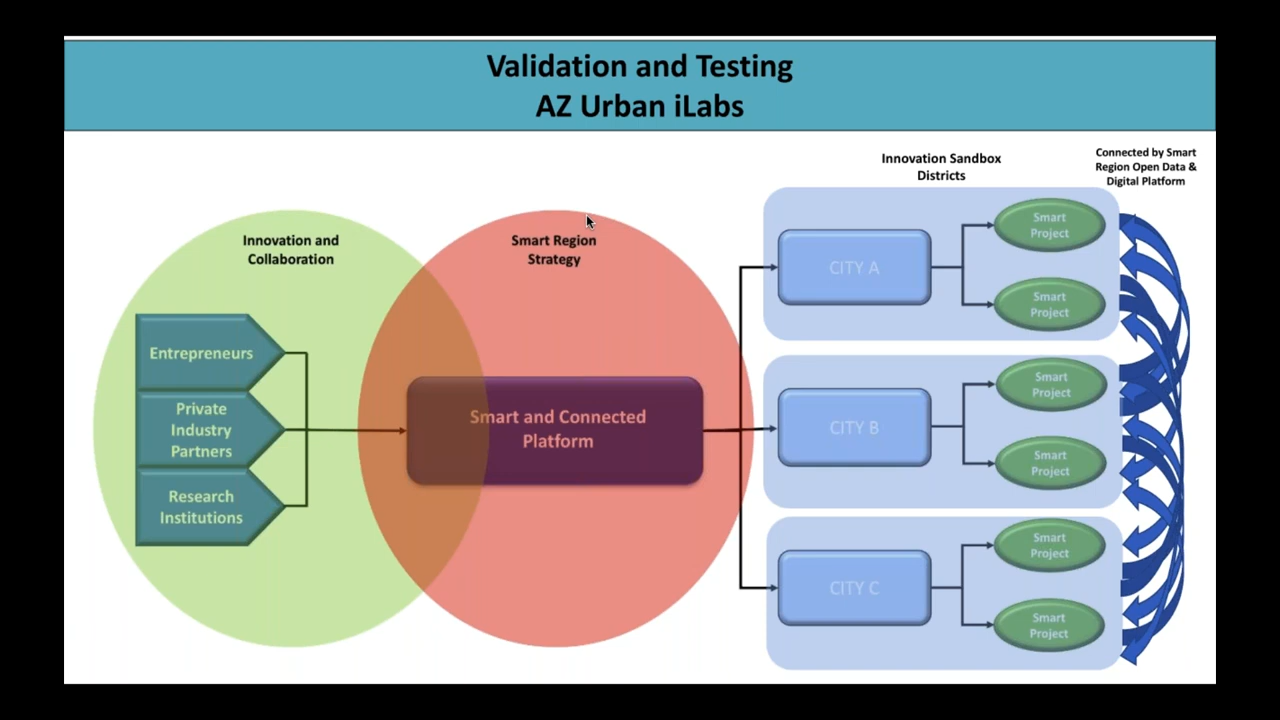 Validation and Testing
AZ Urban iLabs
Innovation and
Collaboration
Entrepreneurs
Private
Industry
Partners
Research
Institutions
Smart Region
Strategy
Smart and Connected
Platform
Innovation Sandbox
Districts
Connected by Smart
Region Open Data &
Digital Platform
CITY A
Smart
Project
Smart
Project
CITY B
Smart
Project
Smart
Project
CITY C
Smart
Project
Smart
Project